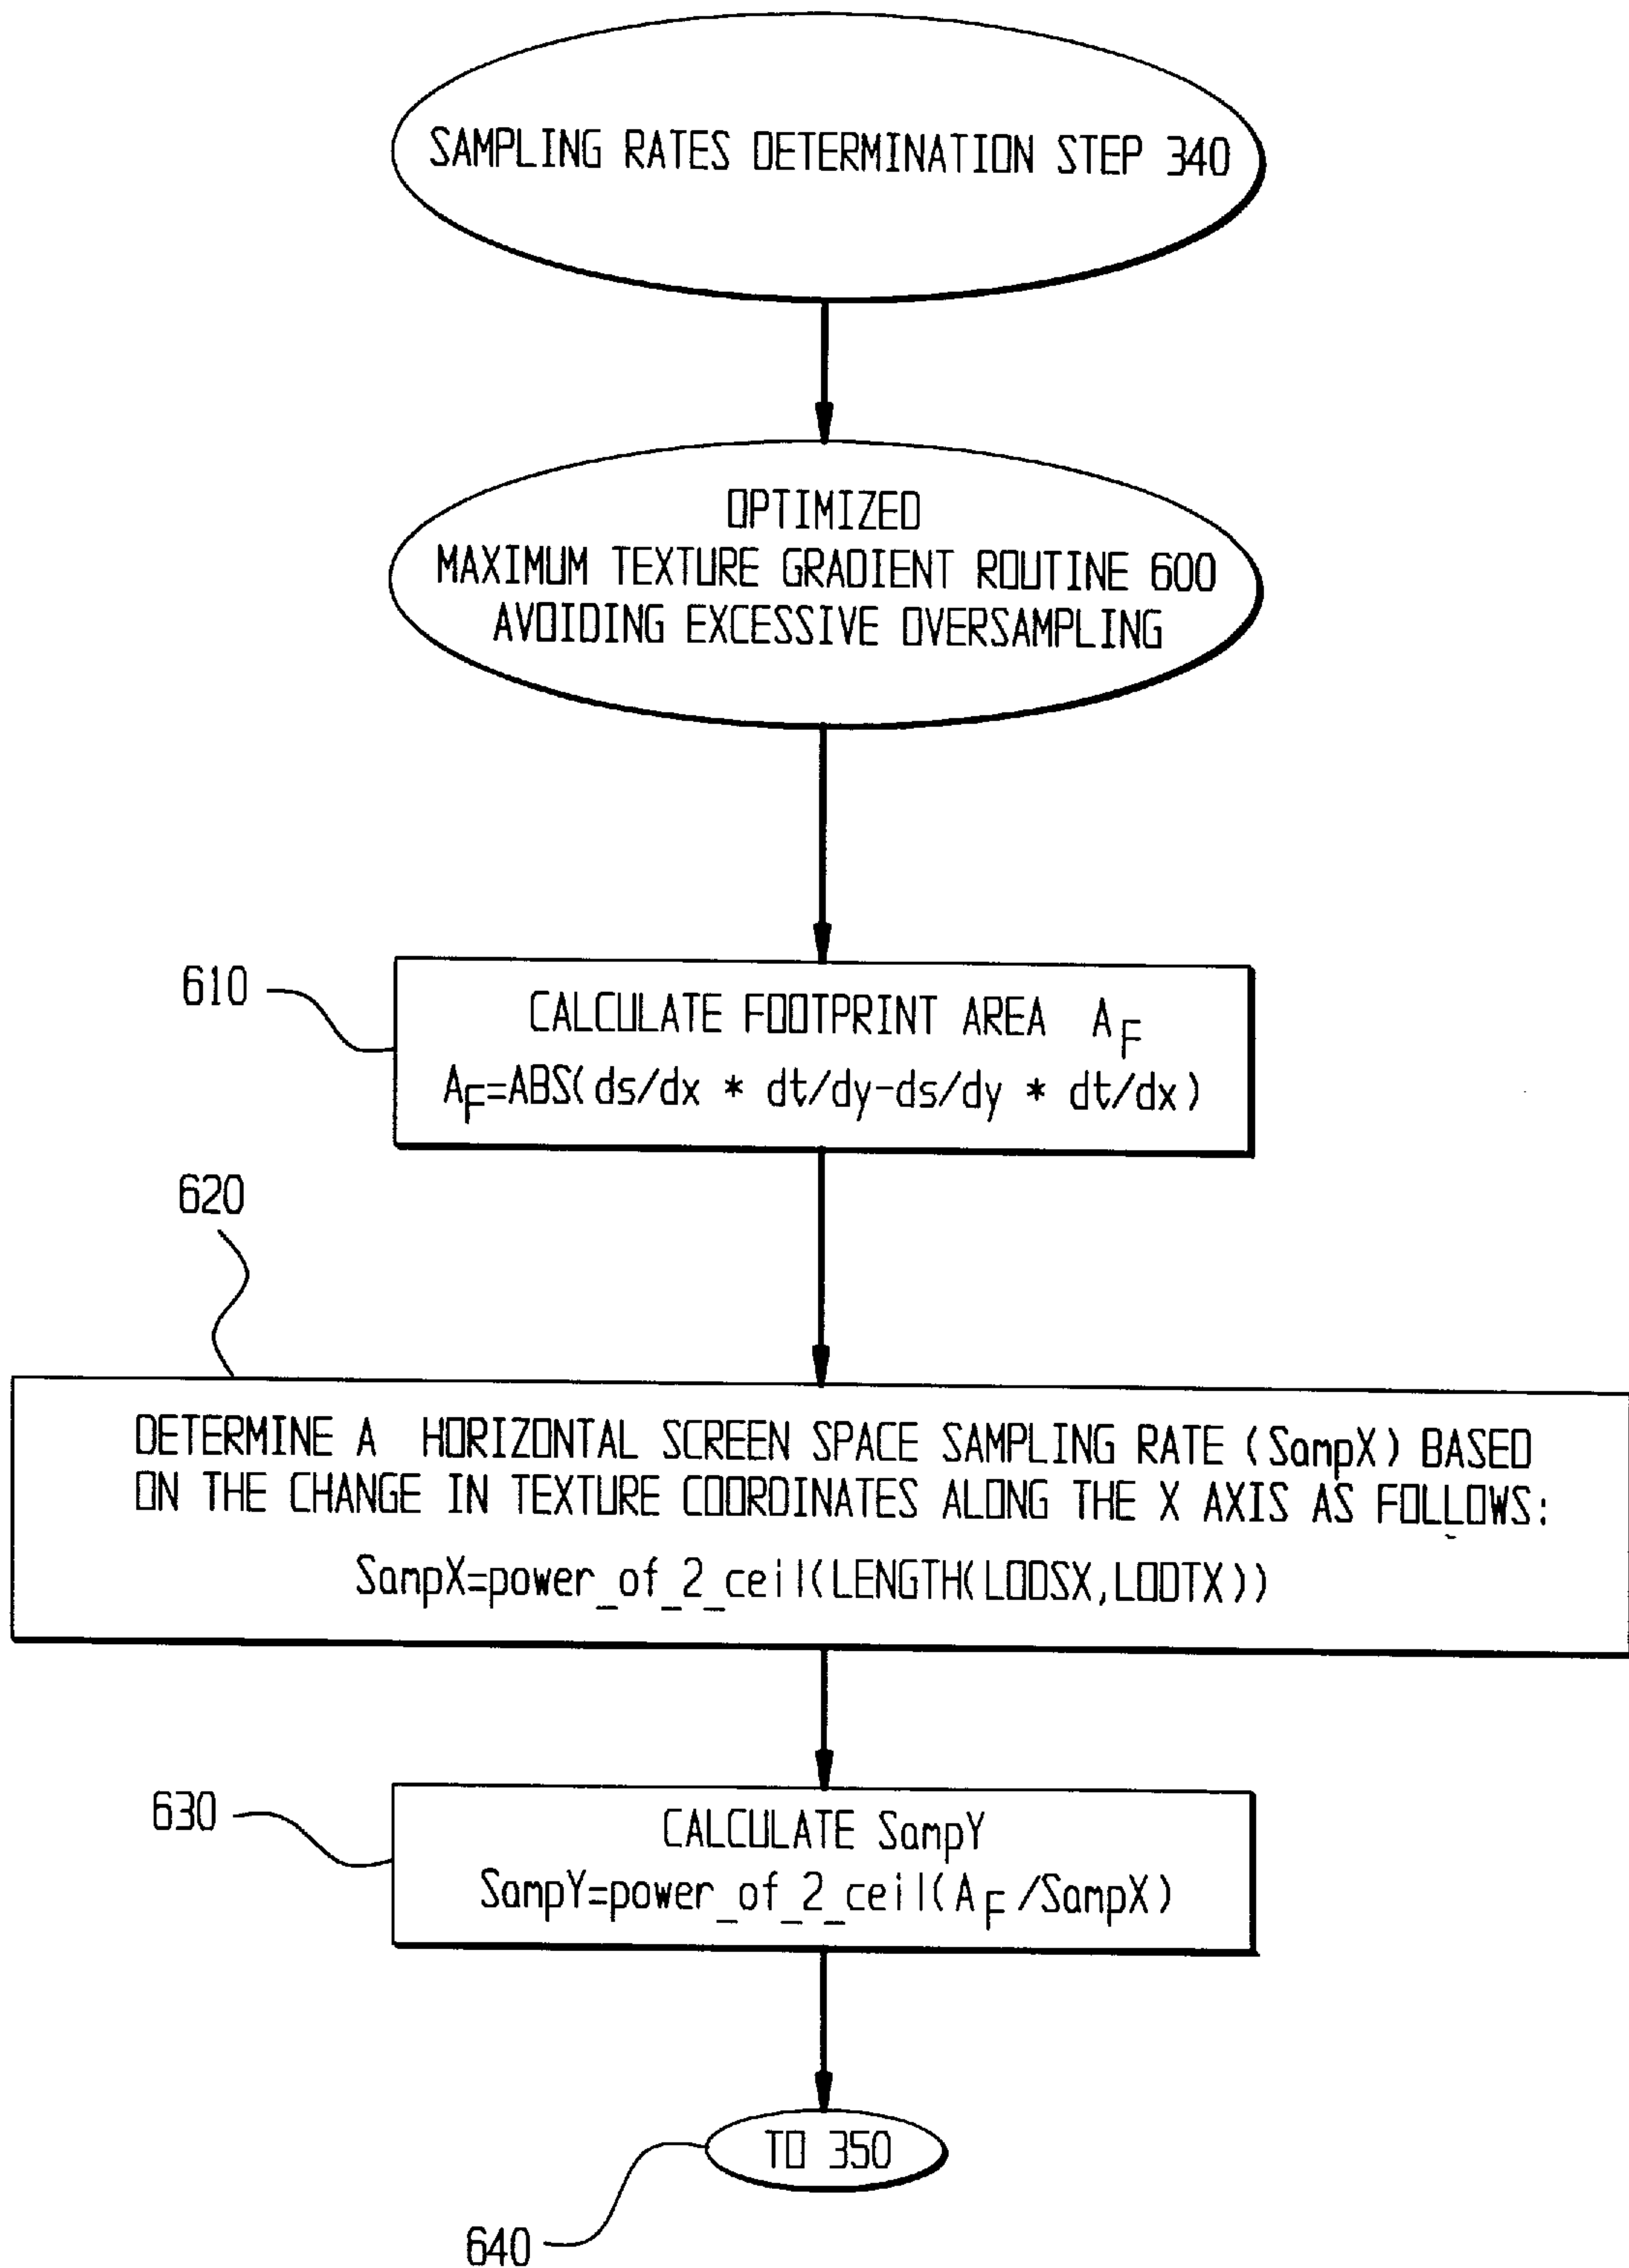 SAMPLING RATES DETERMINATION STEP 340
OPTIMIZED
MAXIMUM TEXTURE GRADIENT ROUTINE 600
AVOIDING EXCESSIVE OVERSAMPLING
610
CALCULATE FOOTPRINT AREA A_F
A_F=ABS(ds/dx * dt/dy-ds/dy * dt/dx)
620
DETERMINE A HORIZONTAL SCREEN SPACE SAMPLING RATE (SampX) BASED
ON THE CHANGE IN TEXTURE COORDINATES ALONG THE X AXIS AS FOLLOWS:
SampX=power_of_2_ceil(LENGTH(LODSX,LODTX))
630
CALCULATE SampY
SampY=power_of_2_ceil(A_F/SampX)
TO 350
640